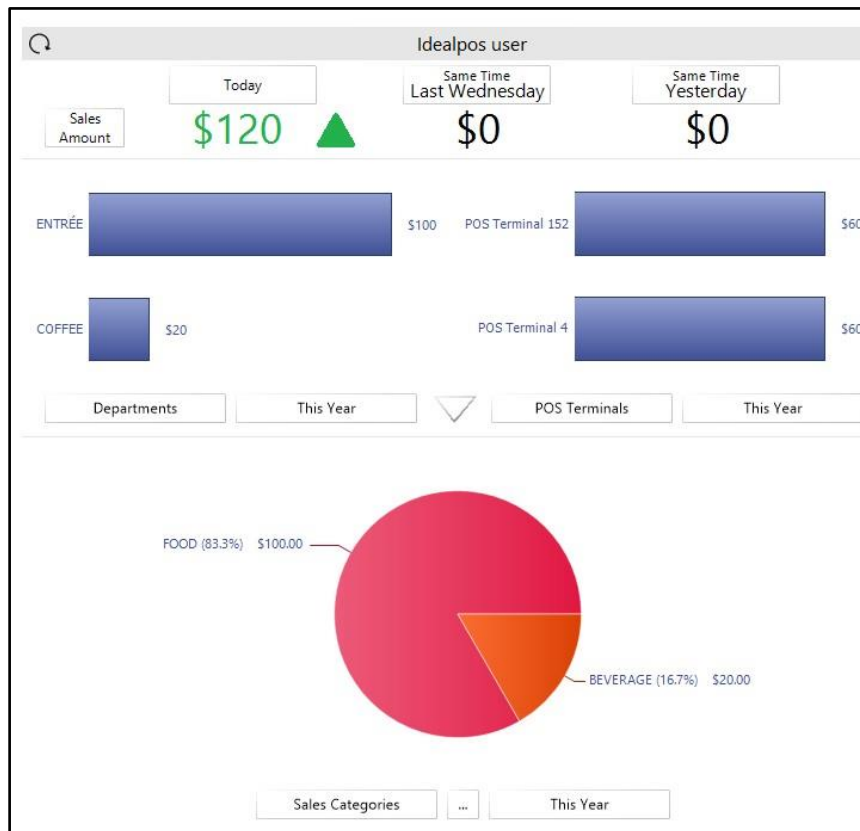 Idealpos user
Today
Same Time
Last Wednesday
Same Time
Yesterday
Sales
Amount
$120
$0
$0
ENTRÉE
$100
POS Terminal 152
$60
COFFEE
$20
POS Terminal 4
$60
Departments
This Year
POS Terminals
This Year
FOOD (83.3%) $100.00
BEVERAGE (16.7%) $20.00
Sales Categories
...
This Year